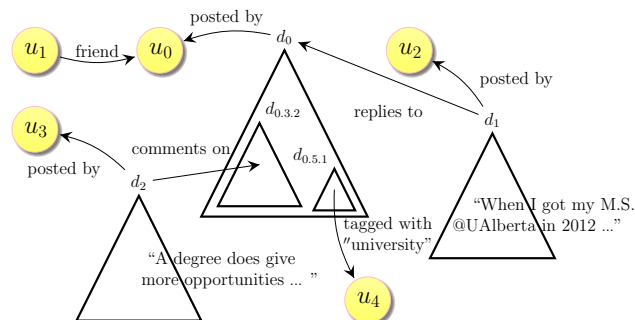 posted by
d0
u1
friend
u0
u2
posted by
d0.3.2
replies to
d1
u3
comments on
d0.5.1
posted by
d2
"When I got my M.S.
@UAlberta in 2012 ..."
tagged with
"university"
"A degree does give
more opportunities ... "
u4